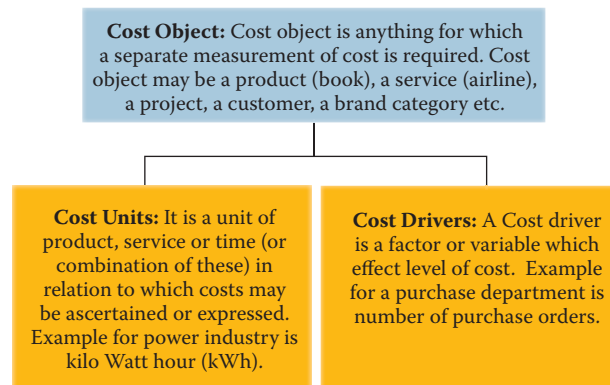 Cost Object: Cost object is anything for which
a separate measurement of cost is required. Cost
object may be a product (book), a service (airline),
a project, a customer, a brand category etc.
Cost Units: It is a unit of
product, service or time (or
combination of these) in
relation to which costs may
be ascertained or expressed.
Example for power industry is
kilo Watt hour (kWh).
Cost Drivers: A Cost driver
is a factor or variable which
effect level of cost. Example
for a purchase department is
number of purchase orders.